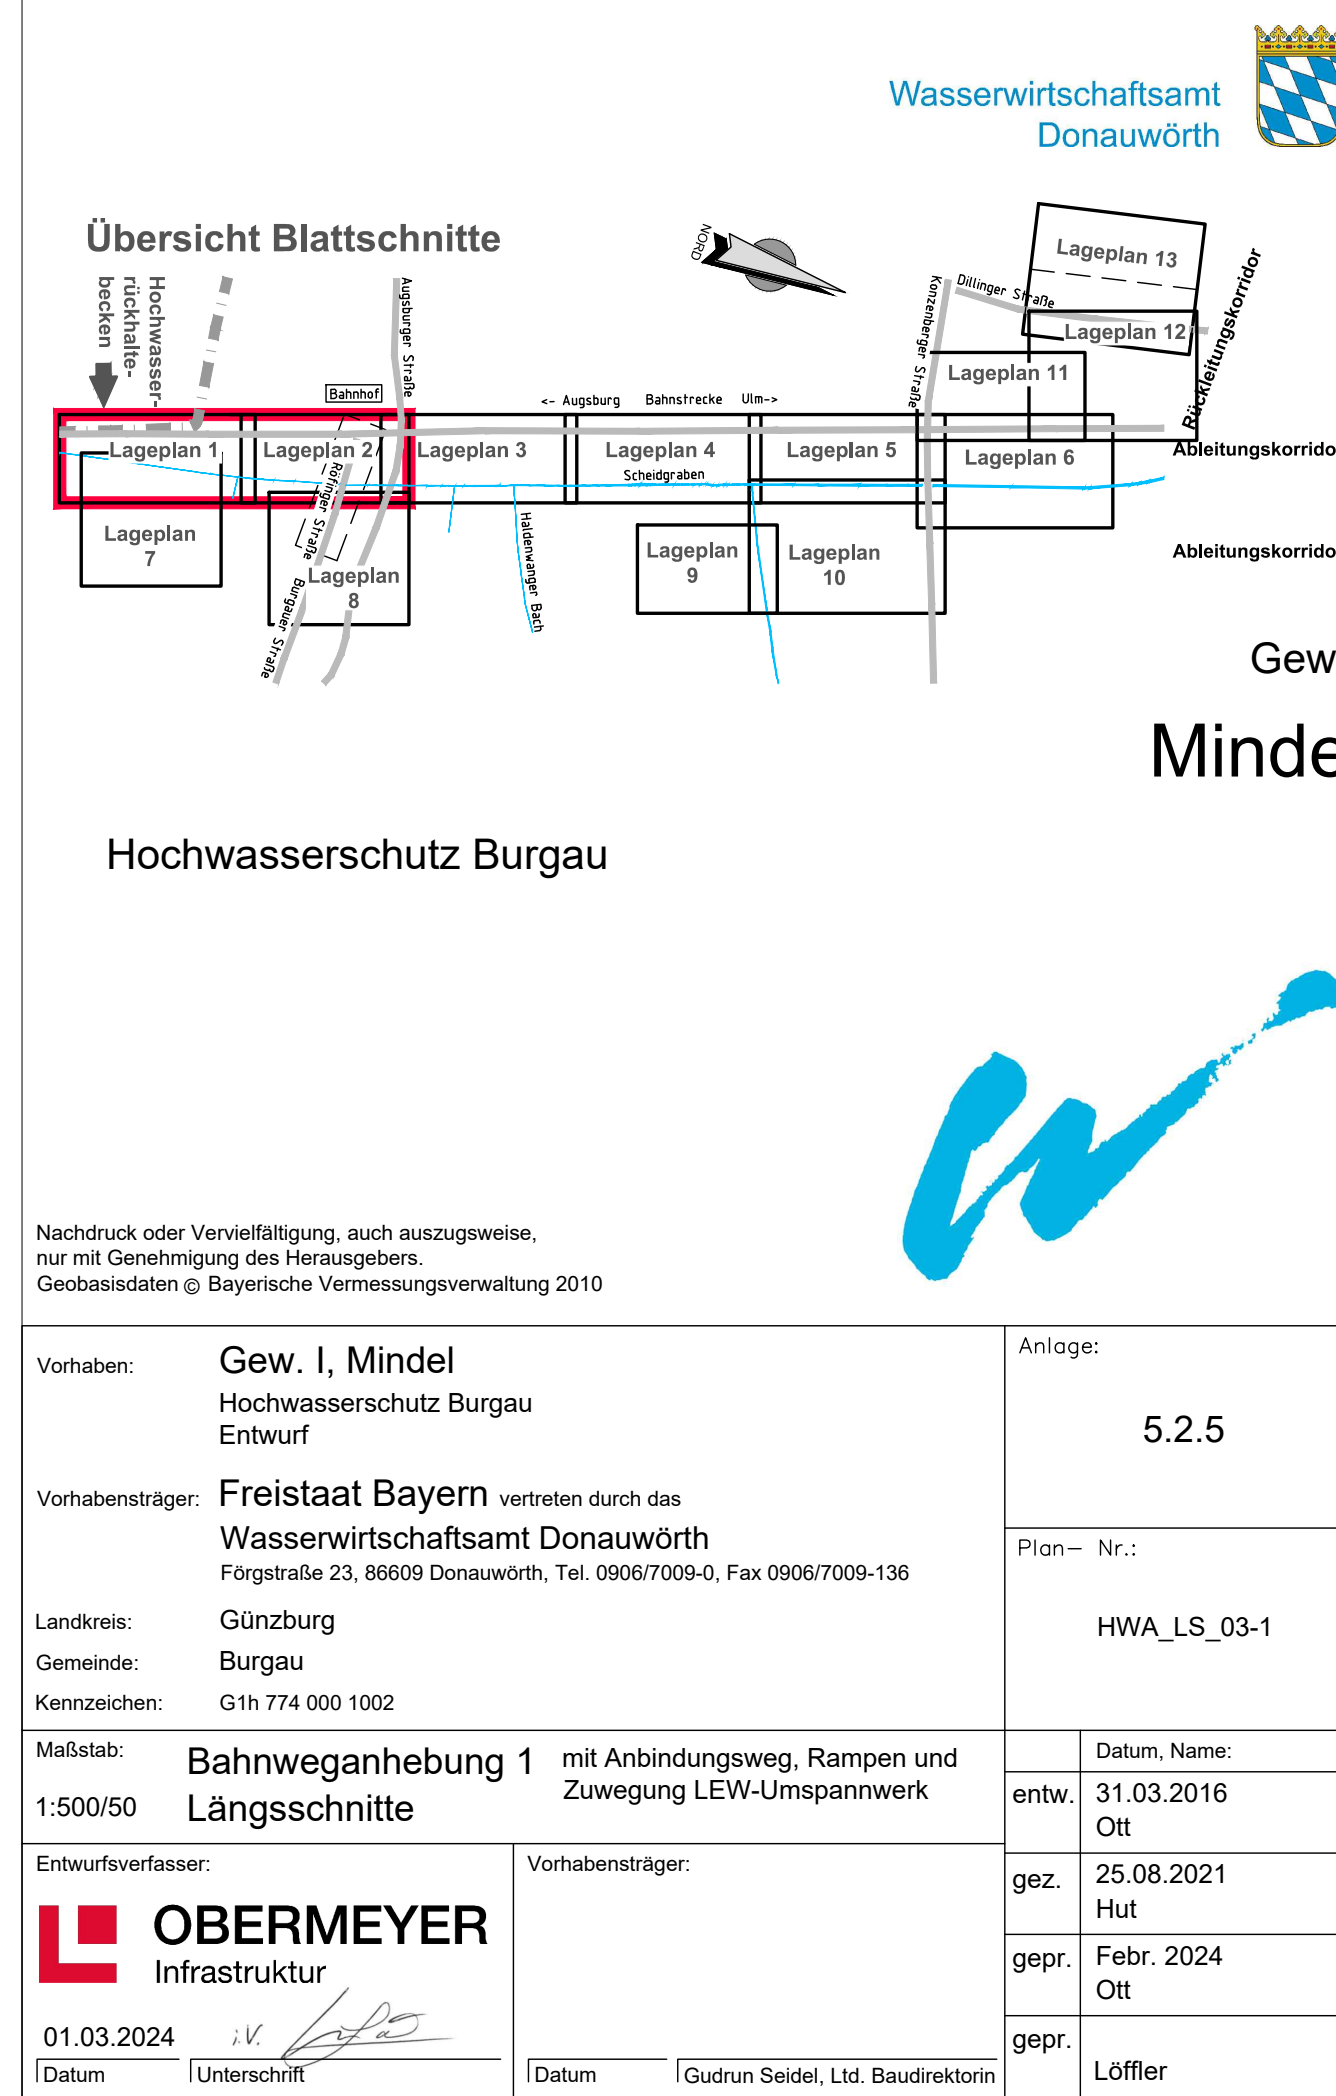 Wasserwirtschaftsamt
Donauwörth
Übersicht Blattschnitte
NORD
Hochwasser-
rückhalte-
becken
Augsburger Straße
Bahnhof
<- Augsburg Bahnstrecke Ulm->
Konzenberger Straße
Dillinger Straße
Lageplan 13
Lageplan 12
Lageplan 11
Rückleitungskorridor
Lageplan 1
Lageplan 2
Lageplan 3
Lageplan 4
Lageplan 5
Lageplan 6
Ableitungskorrido
Scheidgraben
Röfinger Straße
Burgauer Straße
Haldenwanger Bach
Lageplan
7
Lageplan
8
Lageplan
9
Lageplan
10
Ableitungskorrido
Gew
Minde
Hochwasserschutz Burgau
Nachdruck oder Vervielfältigung, auch auszugsweise,
nur mit Genehmigung des Herausgebers.
Geobasisdaten © Bayerische Vermessungsverwaltung 2010
Vorhaben: Gew. I, Mindel
Hochwasserschutz Burgau
Entwurf
Vorhabensträger: Freistaat Bayern vertreten durch das
Wasserwirtschaftsamt Donauwörth
Förgstraße 23, 86609 Donauwörth, Tel. 0906/7009-0, Fax 0906/7009-136
Landkreis: Günzburg
Gemeinde: Burgau
Kennzeichen: G1h 774 000 1002
Anlage:
5.2.5
Plan- Nr.:
HWA_LS_03-1
Maßstab:
1:500/50
Bahnweganhebung 1 mit Anbindungsweg, Rampen und
Längsschnitte Zuwegung LEW-Umspannwerk
Datum, Name:
entw. 31.03.2016
Ott
gez. 25.08.2021
Hut
gepr. Febr. 2024
Ott
gepr.
Löffler
Entwurfsverfasser:
OBERMEYER
Infrastruktur
01.03.2024 i.V.
Datum Unterschrift
Vorhabensträger:
Datum Gudrun Seidel, Ltd. Baudirektorin